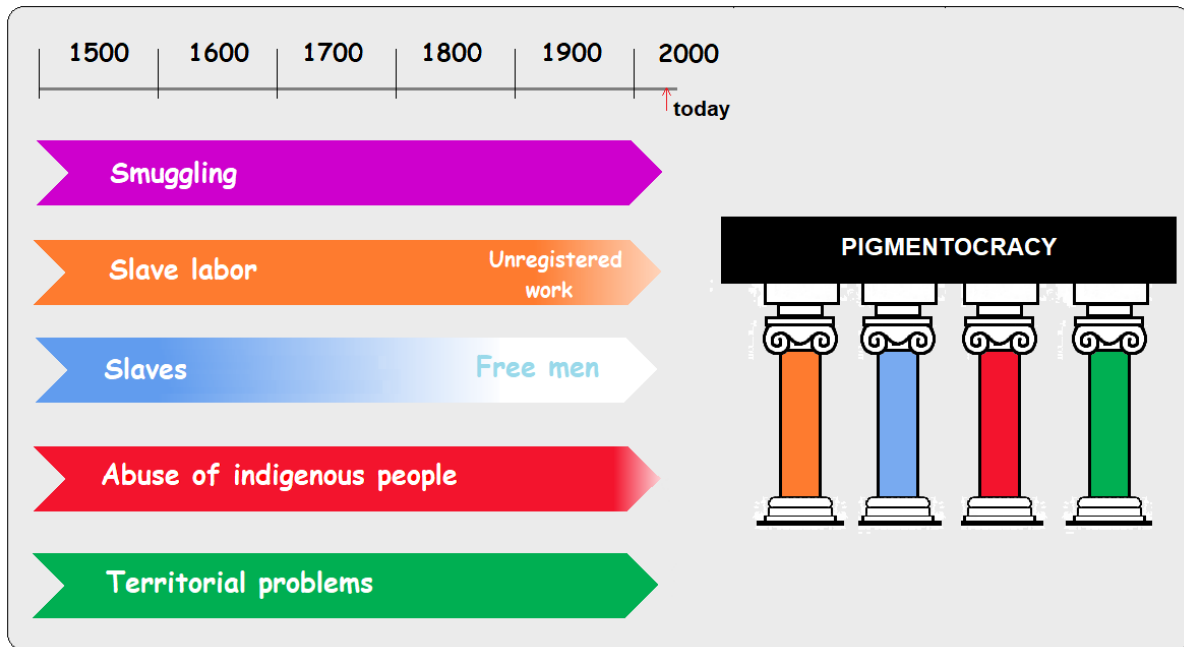 1500 1600 1700 1800 1900 2000
today
Smuggling
Slave labor
Unregistered
work
Slaves
Free men
Abuse of indigenous people
Territorial problems
PIGMENTOCRACY